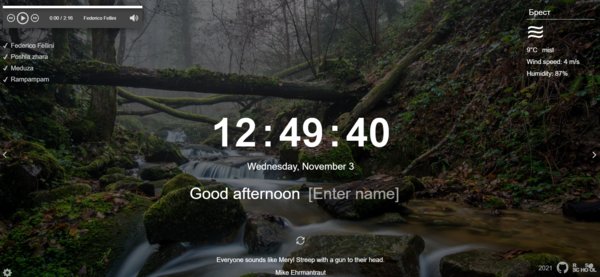 0:00 / 2:16 Federico Fellini
Federico Fellini
Poshla zhara
Meduza
Rampampam
Брест
9°C mist
Wind speed: 4 m/s
Humidity: 87%
12:49:40
Wednesday, November 3
Good afternoon [Enter name]
Everyone sounds like Meryl Streep with a gun to their head.
Mike Ehrmantraut
2021